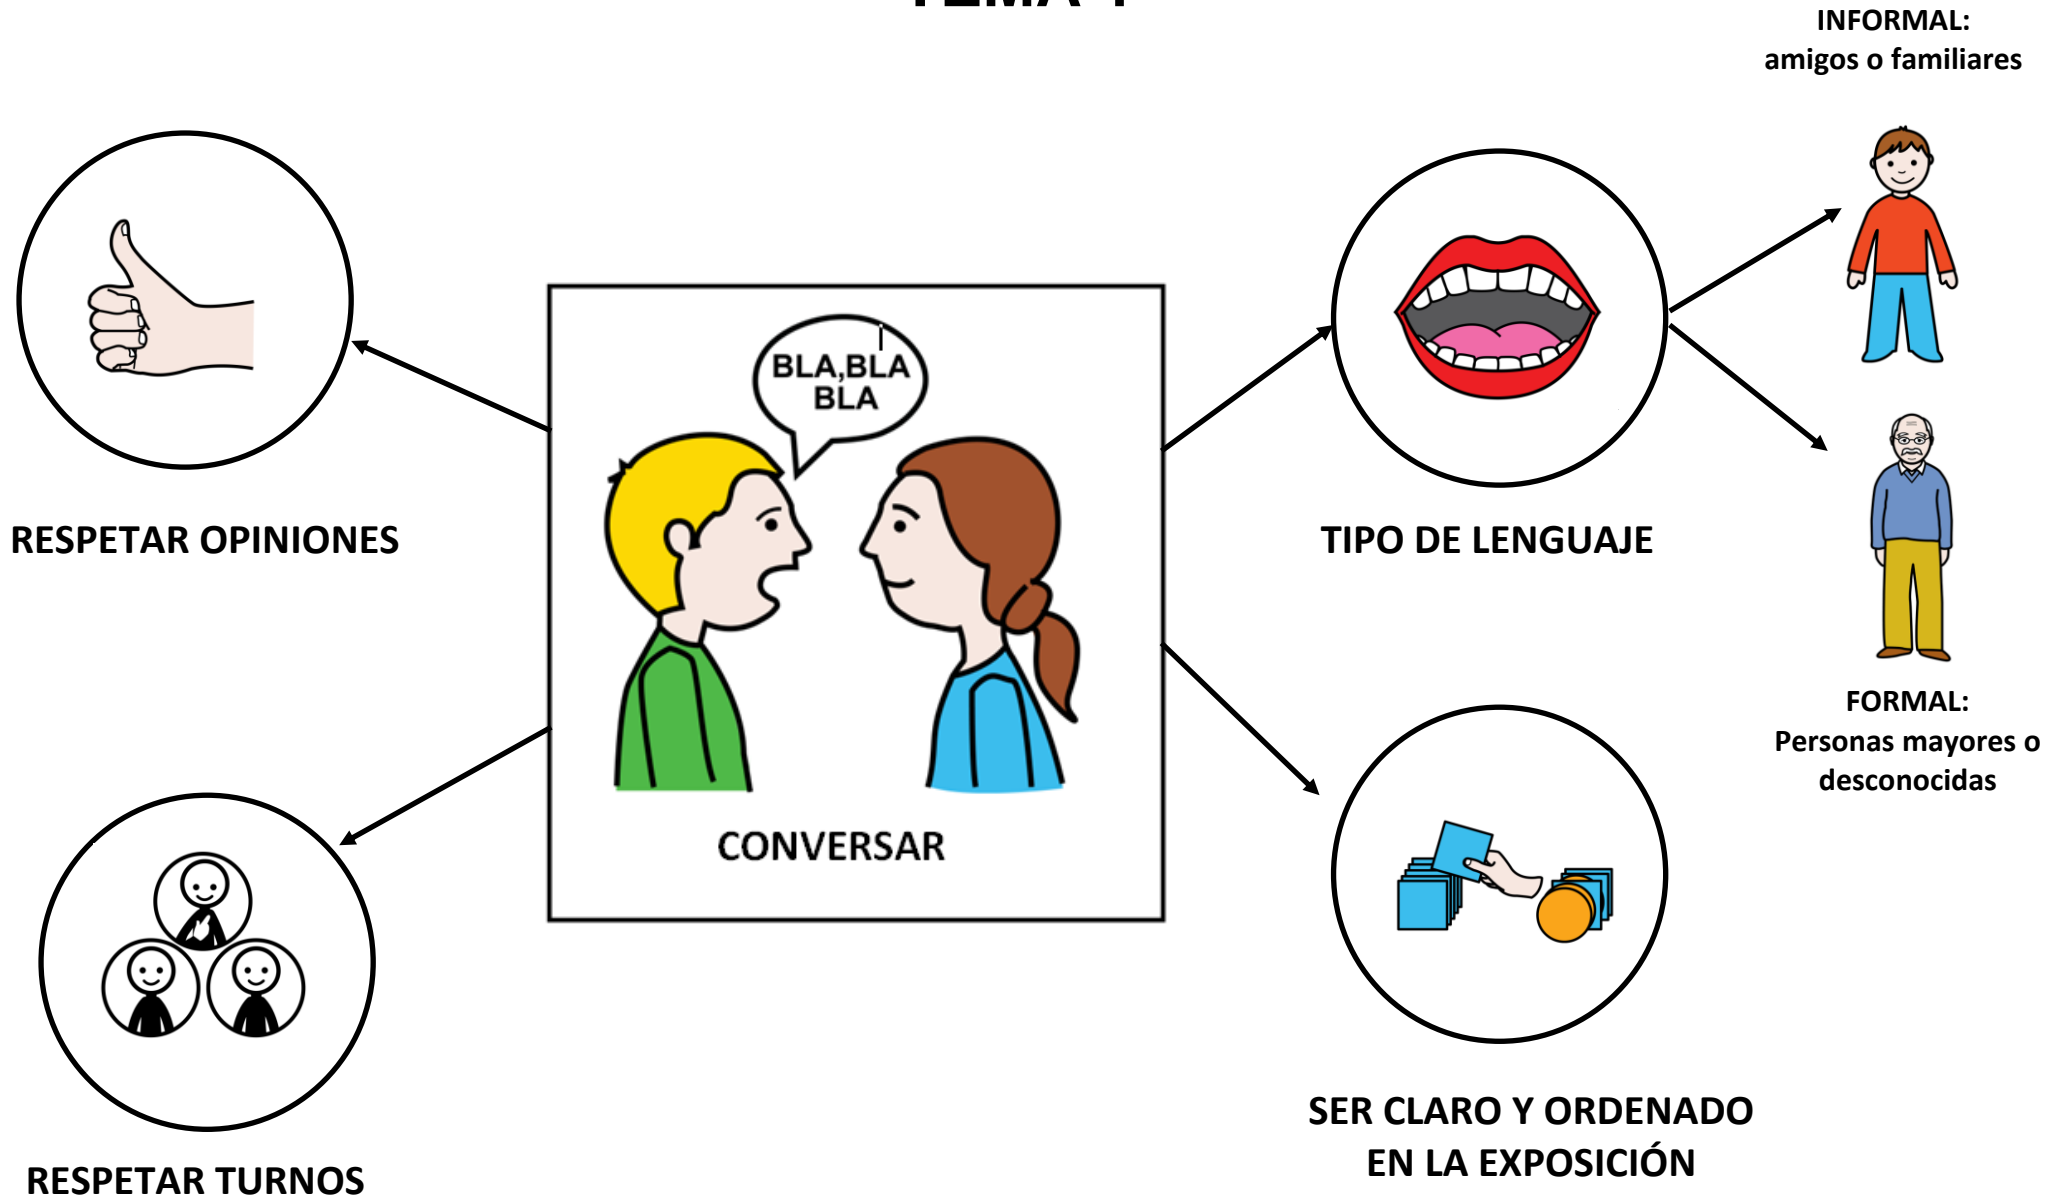 INFORMAL:
amigos o familiares
BLA,BLA
BLA
RESPETAR OPINIONES
TIPO DE LENGUAJE
FORMAL:
Personas mayores o
desconocidas
CONVERSAR
SER CLARO Y ORDENADO
EN LA EXPOSICIÓN
RESPETAR TURNOS